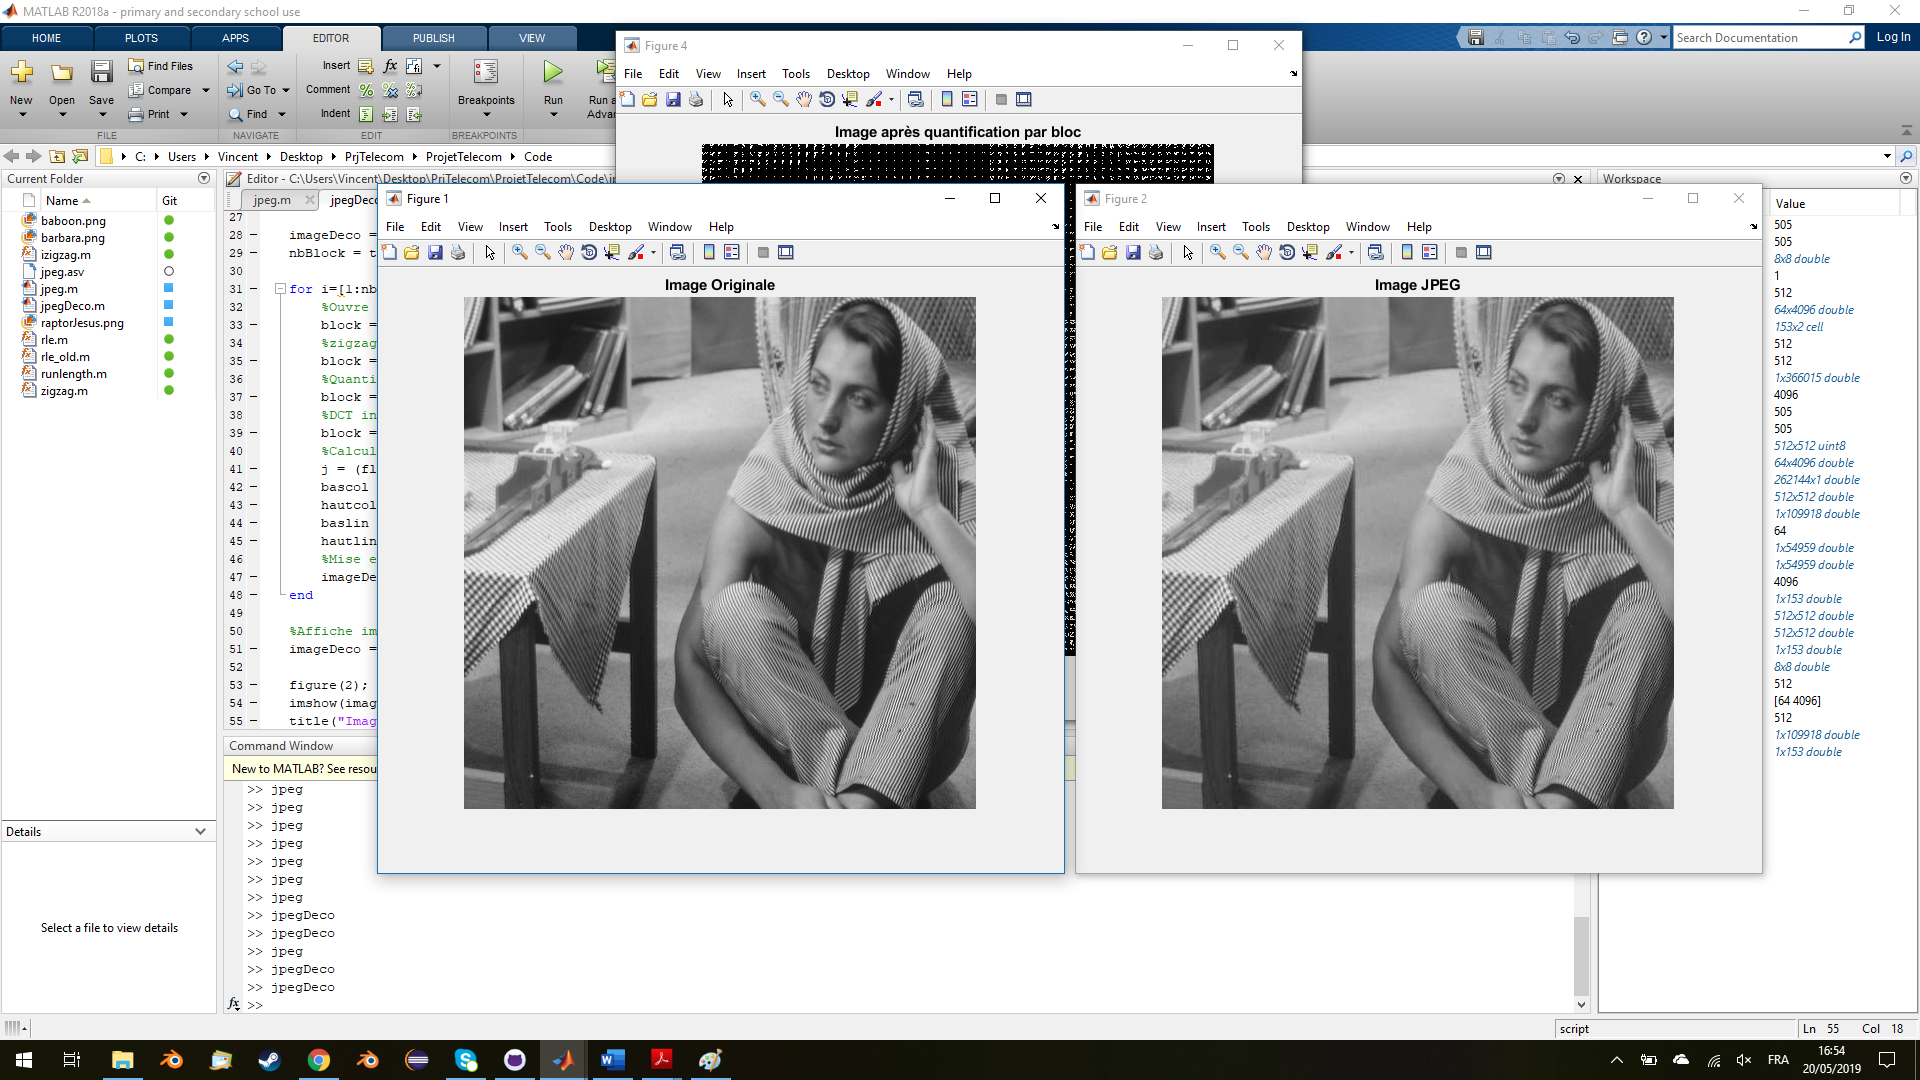 MATLAB R2018a - primary and secondary school use
HOME PLOTS APPS EDITOR PUBLISH VIEW
Search Documentation
Log In
New
Open
Save
Find Files
Compare
Print
FILE
Go To
Find
NAVIGATE
Insert
fx
Comment
Indent
EDIT
Breakpoints
BREAKPOINTS
Run
Run a
Advan
C: Users Vincent Desktop PrjTelecom ProjetTelecom Code
Current Folder
Name Git
baboon.png
barbara.png
izigzag.m
jpeg.asv
jpeg.m
jpegDeco.m
raptorJesus.png
rle.m
rle_old.m
runlength.m
zigzag.m
Details
Select a file to view details
Editor - C:\Users\Vincent\Desktop\PrjTelecom\ProjetTelecom\Code\jp
jpeg.m jpegDeco
27
28 imageDeco =
29 nbBlock = t
30
31 for i=[1:nb
32 %Ouvre
33 block =
34 %zigzag
35 block =
36 %Quanti
37 block =
38 %DCT in
39 block =
40 %Calcul
41 j = (fl
42 bascol
43 hautcol
44 baslin
45 hautlin
46 %Mise e
47 imageDe
48 end
49
50 %Affiche im
51 imageDeco =
52
53 figure(2);
54 imshow(imag
55 title("Imag
Command Window
New to MATLAB? See resou
>> jpeg
>> jpeg
>> jpeg
>> jpeg
>> jpeg
>> jpeg
>> jpeg
>> jpegDeco
>> jpegDeco
>> jpeg
>> jpegDeco
>> jpegDeco
fx >>
Figure 4
File Edit View Insert Tools Desktop Window Help
Image après quantification par bloc
Figure 1
File Edit View Insert Tools Desktop Window Help
Image Originale
Figure 2
File Edit View Insert Tools Desktop Window Help
Image JPEG
Workspace
Value
505
505
8x8 double
1
512
64x4096 double
153x2 cell
512
512
1x366015 double
4096
505
505
512x512 uint8
64x4096 double
262144x1 double
512x512 double
1x109918 double
64
1x54959 double
1x54959 double
4096
1x153 double
512x512 double
512x512 double
1x153 double
8x8 double
512
[64 4096]
512
1x109918 double
1x153 double
script
Ln 55 Col 18
FRA
16:54
20/05/2019